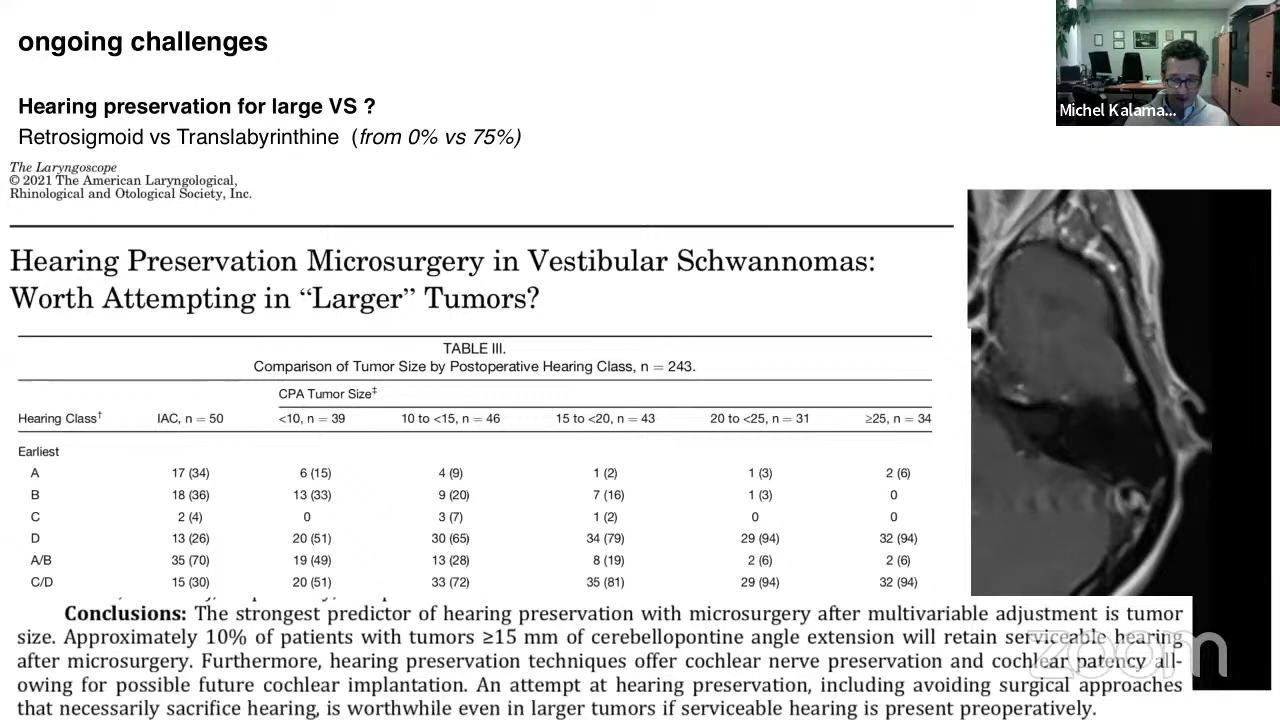 ongoing challenges
Hearing preservation for large VS ?
Retrosigmoid vs Translabyrinthine (from 0% vs 75%)
Michel Kalama...
The Laryngoscope
© 2021 The American Laryngological,
Rhinological and Otological Society, Inc.
Hearing Preservation Microsurgery in Vestibular Schwannomas:
Worth Attempting in “Larger” Tumors?
TABLE III.
Comparison of Tumor Size by Postoperative Hearing Class, n = 243.
CPA Tumor Size‡
Hearing Class† IAC, n = 50 <10, n = 39 10 to <15, n = 46 15 to <20, n = 43 20 to <25, n = 31 ≥25, n = 34
Earliest
A 17 (34) 6 (15) 4 (9) 1 (2) 1 (3) 2 (6)
B 18 (36) 13 (33) 9 (20) 7 (16) 1 (3) 0
C 2 (4) 0 3 (7) 1 (2) 0 0
D 13 (26) 20 (51) 30 (65) 34 (79) 29 (94) 32 (94)
A/B 35 (70) 19 (49) 13 (28) 8 (19) 2 (6) 2 (6)
C/D 15 (30) 20 (51) 33 (72) 35 (81) 29 (94) 32 (94)
Conclusions: The strongest predictor of hearing preservation with microsurgery after multivariable adjustment is tumor
size. Approximately 10% of patients with tumors ≥15 mm of cerebellopontine angle extension will retain serviceable hearing
after microsurgery. Furthermore, hearing preservation techniques offer cochlear nerve preservation and cochlear patency all-
owing for possible future cochlear implantation. An attempt at hearing preservation, including avoiding surgical approaches
that necessarily sacrifice hearing, is worthwhile even in larger tumors if serviceable hearing is present preoperatively.
zoom